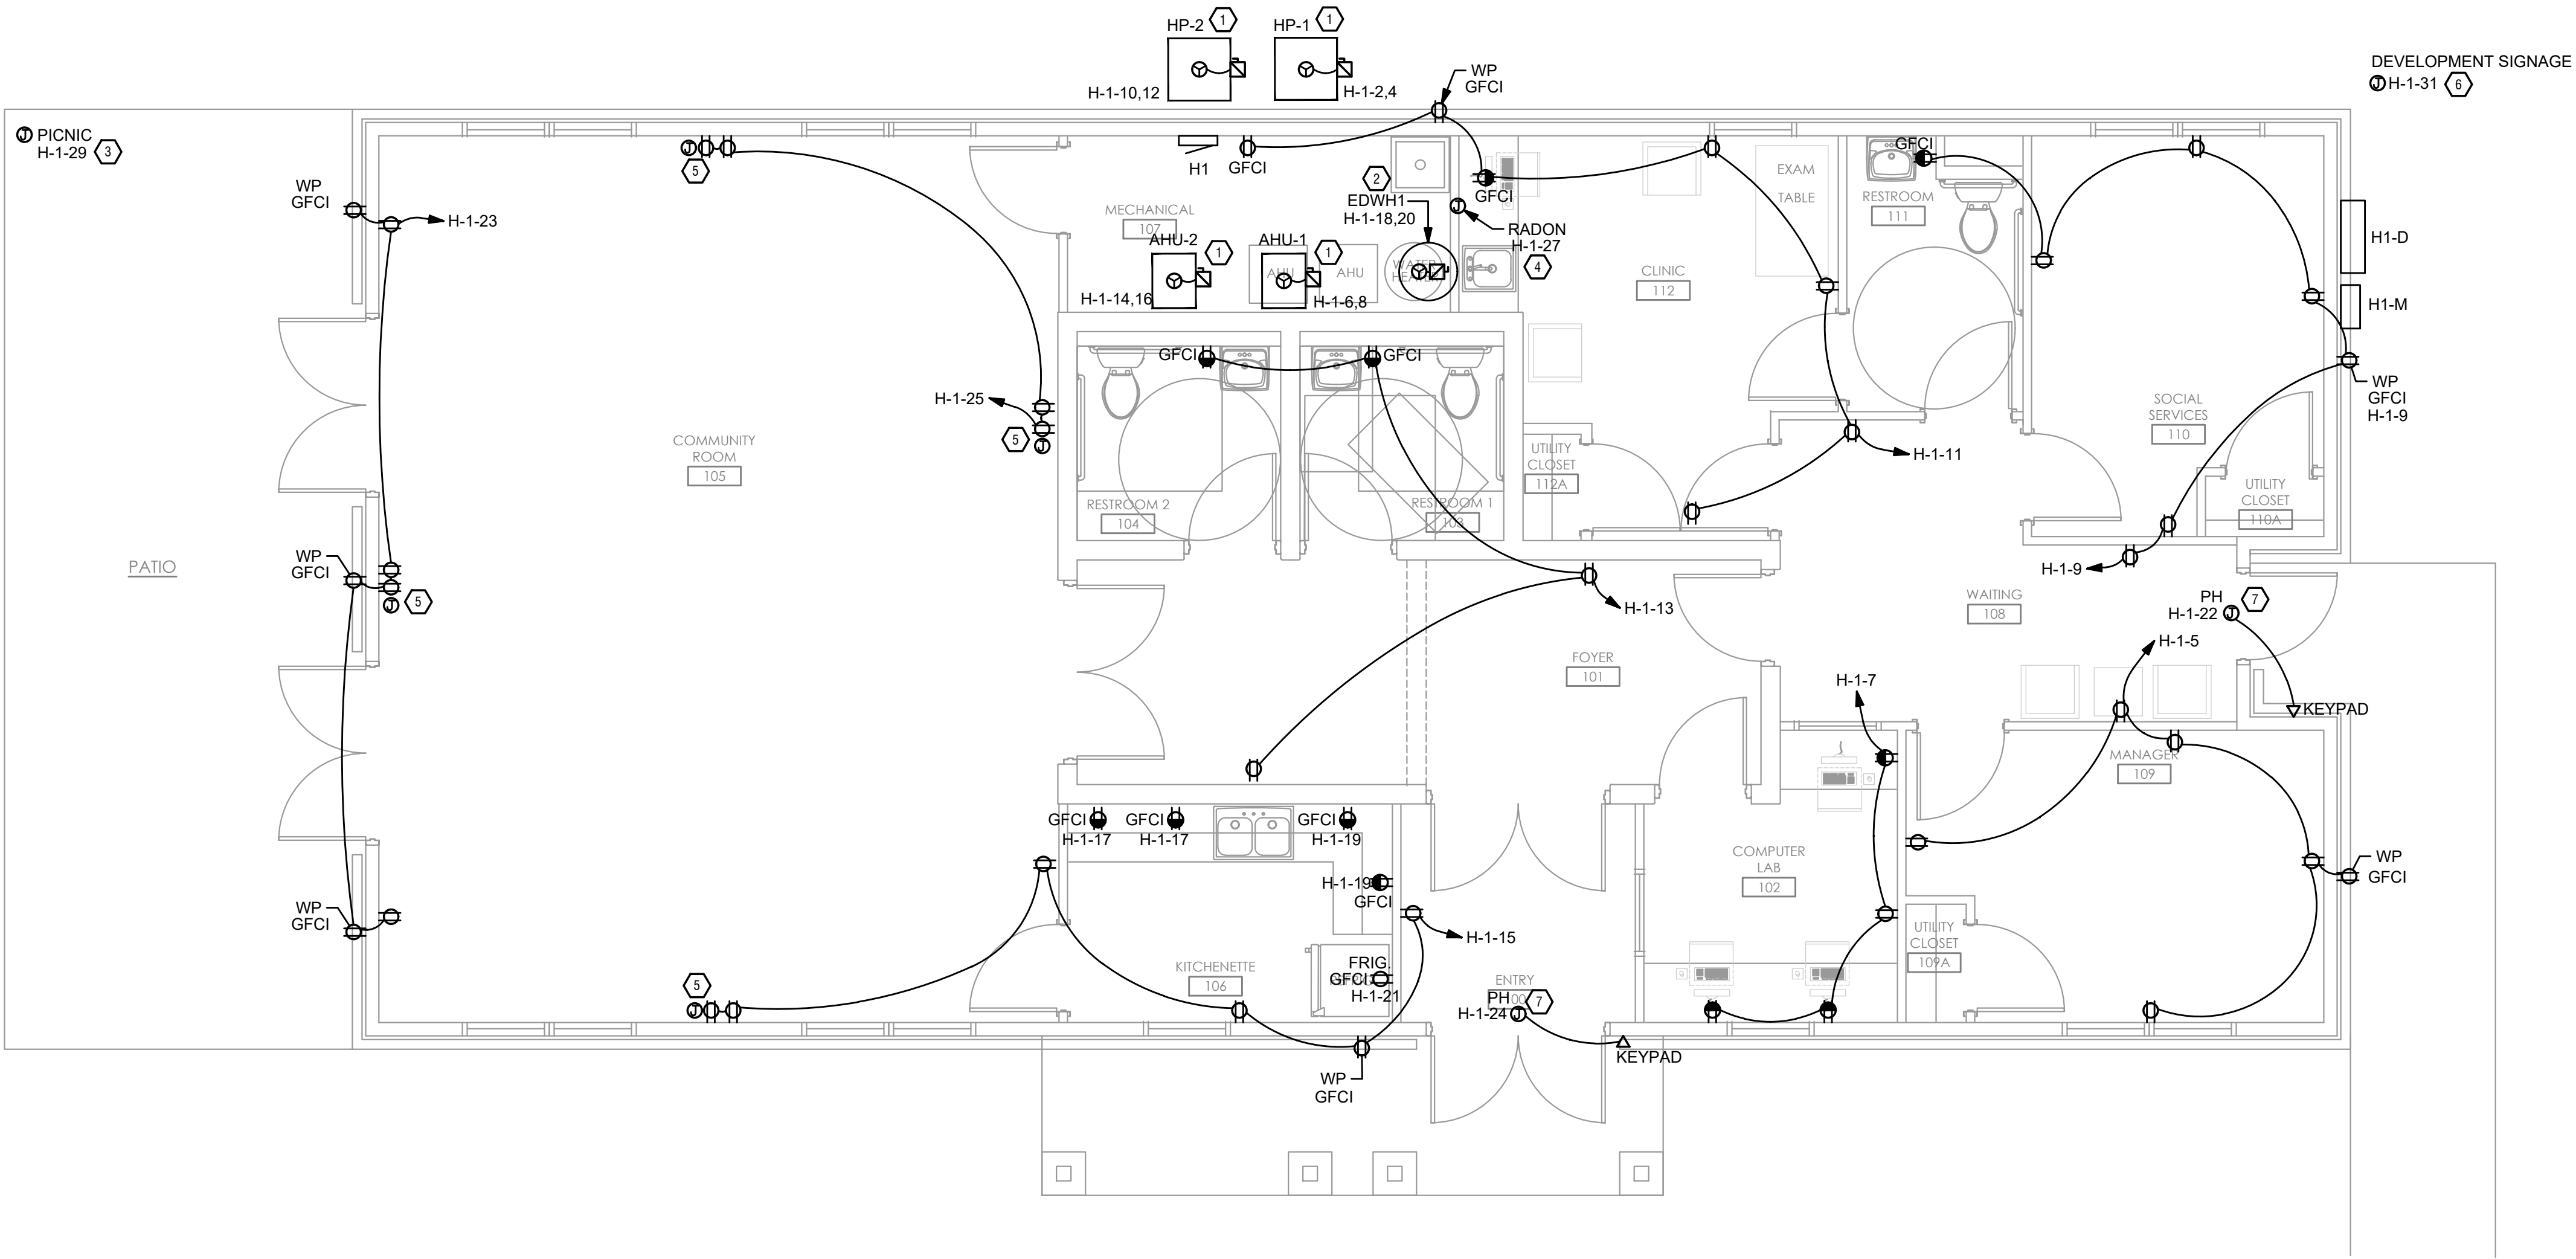 HP-2 1
HP-1 1
H-1-10,12
H-1-2,4
WP
GFCI
DEVELOPMENT SIGNAGE
J H-1-31 6
J PICNIC
H-1-29 3
J
5
H1
GFCI
2
EDWH1
H-1-18,20
GFCI
J
RADON
H-1-27
4
EXAM
TABLE
GFCI
RESTROOM
111
WP
GFCI
H-1-23
MECHANICAL
107
AHU-2 1
AHU-1 1
AHU
AHU
WATER
HEATER
H-1-14,16
H-1-6,8
CLINIC
112
H1-D
H1-M
GFCI
GFCI
WP
GFCI
H-1-9
H-1-25
5
J
COMMUNITY
ROOM
105
SOCIAL
SERVICES
110
UTILITY
CLOSET
112A
H-1-11
UTILITY
CLOSET
110A
RESTROOM 2
104
RESTROOM 1
103
PATIO
WP
GFCI
J
5
H-1-9
H-1-13
WAITING
108
PH
H-1-22 J
7
H-1-5
FOYER
101
H-1-7
KEYPAD
MANAGER
109
GFCI
H-1-17
GFCI
H-1-17
GFCI
H-1-19
COMPUTER
LAB
102
WP
GFCI
H-1-19
GFCI
WP
GFCI
H-1-15
UTILITY
CLOSET
109A
KITCHENETTE
106
FRIG.
GFCI
H-1-21
ENTRY
PH
H-1-24 J
7
5
J
KEYPAD
WP
GFCI